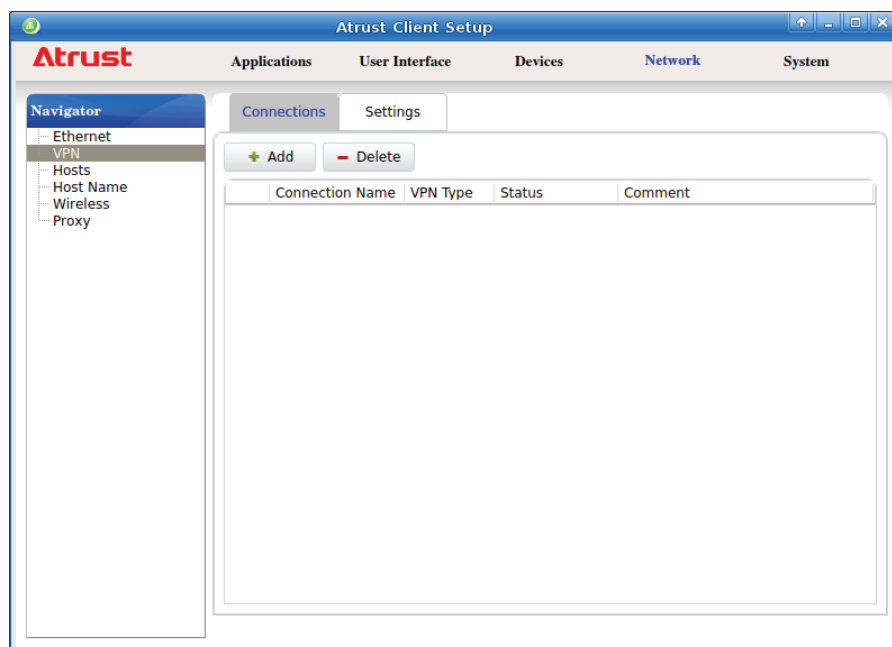 Atrust Client Setup
Atrust
Applications User Interface Devices Network System
Navigator
Ethernet
VPN
Hosts
Host Name
Wireless
Proxy
Connections Settings
Add Delete
Connection Name VPN Type Status Comment